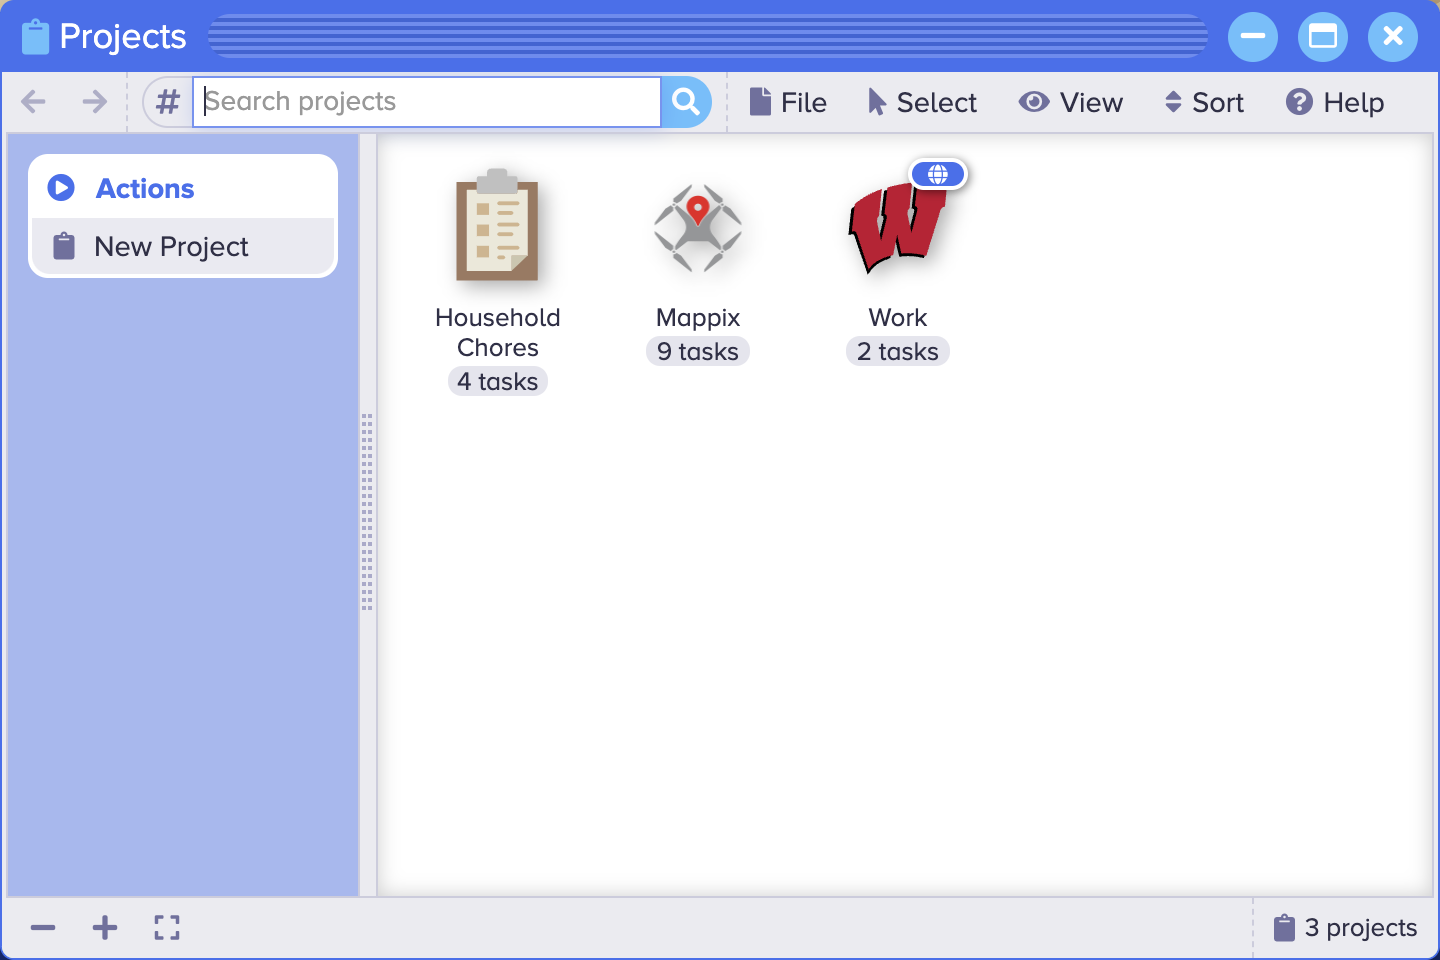 Projects
# Search projects
File Select View Sort Help
Actions
New Project
Household
Chores
4 tasks
Mappix
9 tasks
W
Work
2 tasks
3 projects